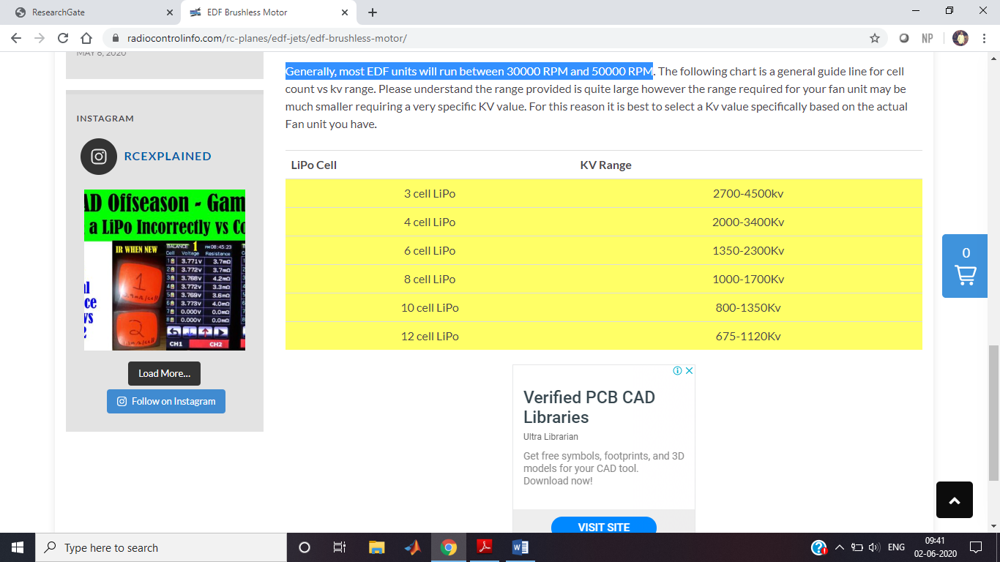 ResearchGate
EDF Brushless Motor
radiocontrolinfo.com/rc-planes/edf-jets/edf-brushless-motor/
NP
MAY 6, 2020
INSTAGRAM
RCEXPLAINED
AD Offseason - Gam
a LiPo Incorrectly vs Co
IR WHEN NEW
BALANCE 1 PM 08:45:23
Cell Voltage Resistance
1 3.771V 3.7mΩ
2 3.772V 3.7mΩ
3 3.768V 4.2mΩ
4 3.772V 3.3mΩ
5 3.769V 3.6mΩ
6 3.773V 4.0mΩ
7 0.000V 0.0mΩ
8 0.000V 0.0mΩ
CH1 CH2
1
2
Load More...
Follow on Instagram
Generally, most EDF units will run between 30000 RPM and 50000 RPM. The following chart is a general guide line for cell
count vs kv range. Please understand the range provided is quite large however the range required for your fan unit may be
much smaller requiring a very specific KV value. For this reason it is best to select a Kv value specifically based on the actual
Fan unit you have.
LiPo Cell KV Range
3 cell LiPo 2700-4500kv
4 cell LiPo 2000-3400Kv
6 cell LiPo 1350-2300Kv
8 cell LiPo 1000-1700Kv
10 cell LiPo 800-1350Kv
12 cell LiPo 675-1120Kv
0
Verified PCB CAD
Libraries
Ultra Librarian
Get free symbols, footprints, and 3D
models for your CAD tool.
Download now!
VISIT SITE
Type here to search
ENG
09:41
02-06-2020